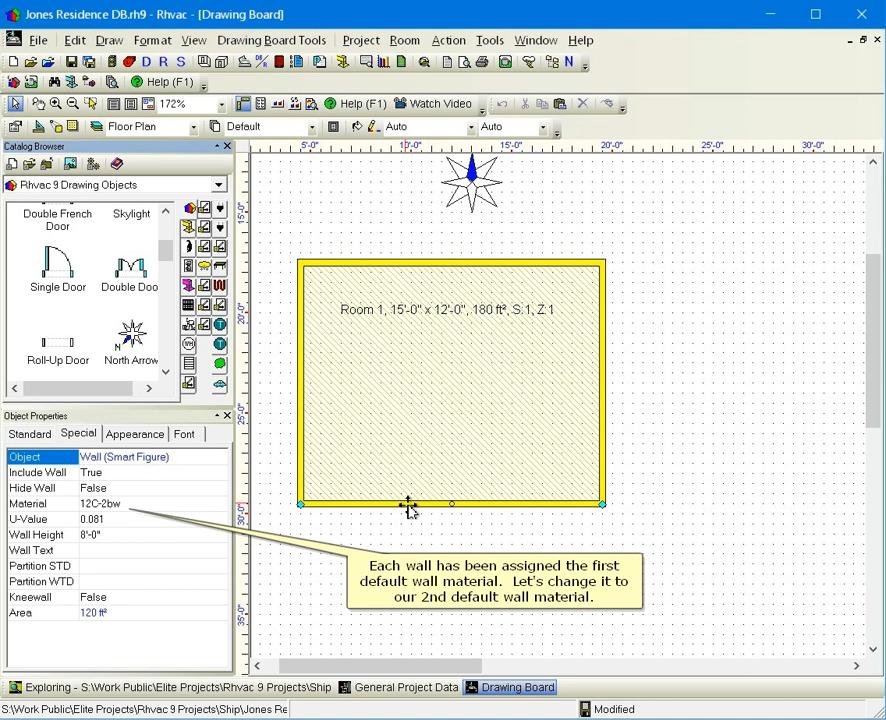 Jones Residence DB.rh9 - Rhvac - [Drawing Board]
File Edit Draw Format View Drawing Board Tools Project Room Action Tools Window Help
D R S N
Help (F1)
172% Help (F1) Watch Video
Floor Plan Default Auto Auto
Catalog Browser
Rhvac 9 Drawing Objects
Double French Door
Skylight
Single Door Double Doo
Roll-Up Door North Arrow
N
Object Properties
Standard Special Appearance Font
Object Wall (Smart Figure)
Include Wall True
Hide Wall False
Material 12C-2bw
U-Value 0.081
Wall Height 8'-0"
Wall Text
Partition STD
Partition WTD
Kneewall False
Area 120 ft²
5'-0" 10'-0" 15'-0" 20'-0" 25'-0" 30'-0"
15'-0"
20'-0"
25'-0"
30'-0"
35'-0"
Room 1, 15'-0" x 12'-0", 180 ft², S:1, Z:1
Each wall has been assigned the first
default wall material. Let's change it to
our 2nd default wall material.
Exploring - S:\Work Public\Elite Projects\Rhvac 9 Projects\Ship General Project Data Drawing Board
S:\Work Public\Elite Projects\Rhvac 9 Projects\Ship\Jones Re Modified